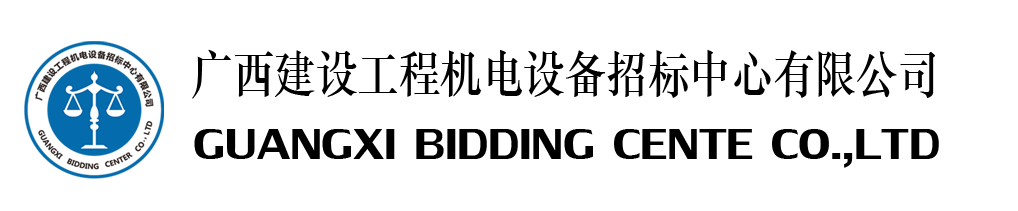 广西建设工程机电设备招标中心有限公司
GUANGXI BIDDING CENTER CO.,LTD
广西建设工程机电设备招标中心有限公司
GUANGXI BIDDING CENTE CO.,LTD